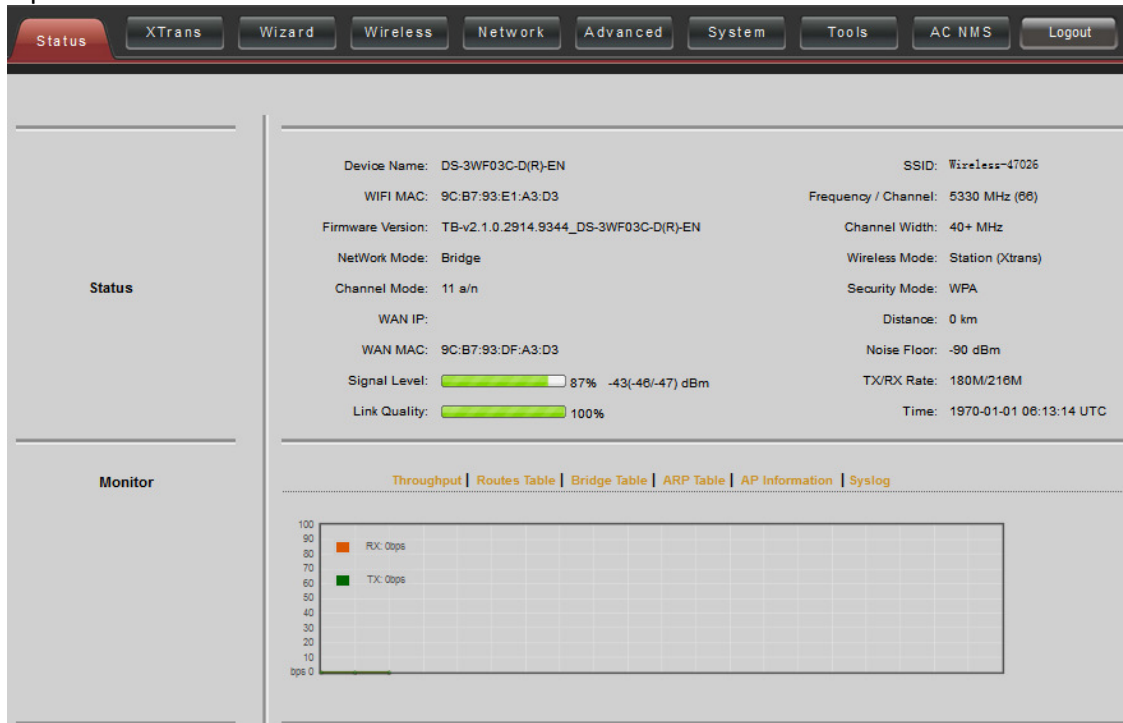 Status XTrans Wizard Wireless Network Advanced System Tools AC NMS Logout
Status
Device Name: DS-3WF03C-D(R)-EN SSID: Wireless-47026
WIFI MAC: 9C:B7:93:E1:A3:D3 Frequency / Channel: 5330 MHz (66)
Firmware Version: TB-v2.1.0.2914.9344_DS-3WF03C-D(R)-EN Channel Width: 40+ MHz
NetWork Mode: Bridge Wireless Mode: Station (Xtrans)
Channel Mode: 11 a/n Security Mode: WPA
WAN IP: Distance: 0 km
WAN MAC: 9C:B7:93:DF:A3:D3 Noise Floor: -90 dBm
Signal Level: 87% -43(-46/-47) dBm TX/RX Rate: 180M/216M
Link Quality: 100% Time: 1970-01-01 06:13:14 UTC
Monitor
Throughput | Routes Table | Bridge Table | ARP Table | AP Information | Syslog
100
90
80
70
60
50
40
30
20
10
bps 0
RX: 0bps
TX: 0bps